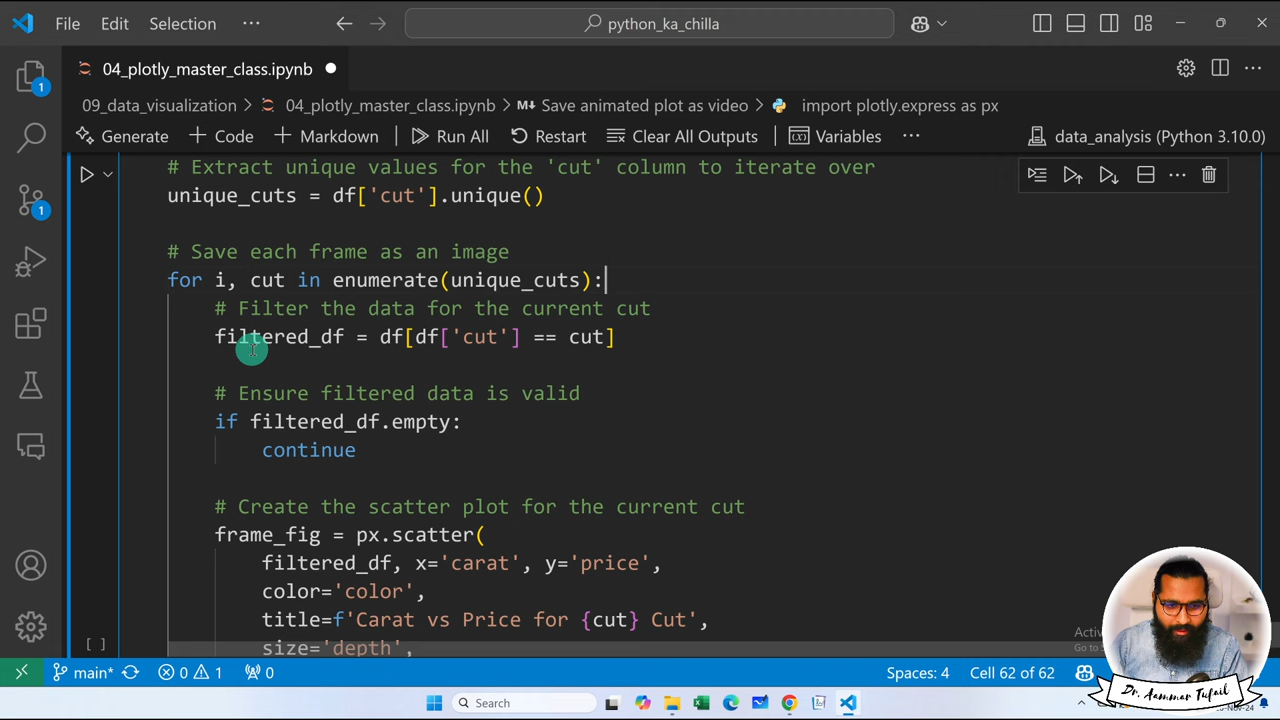 File Edit Selection ··· python_ka_chilla
04_plotly_master_class.ipynb
09_data_visualization > 04_plotly_master_class.ipynb > M↓ Save animated plot as video > import plotly.express as px
Generate + Code + Markdown | Run All Restart Clear All Outputs | Variables ··· data_analysis (Python 3.10.0)
# Extract unique values for the 'cut' column to iterate over
unique_cuts = df['cut'].unique()
# Save each frame as an image
for i, cut in enumerate(unique_cuts):
# Filter the data for the current cut
filtered_df = df[df['cut'] == cut]
# Ensure filtered data is valid
if filtered_df.empty:
continue
# Create the scatter plot for the current cut
frame_fig = px.scatter(
filtered_df, x='carat', y='price',
color='color',
title=f'Carat vs Price for {cut} Cut',
size='depth',
[ ]
1
1
main* 0 1 0 Spaces: 4 Cell 62 of 62
Search
Dr. Aammar Tufail